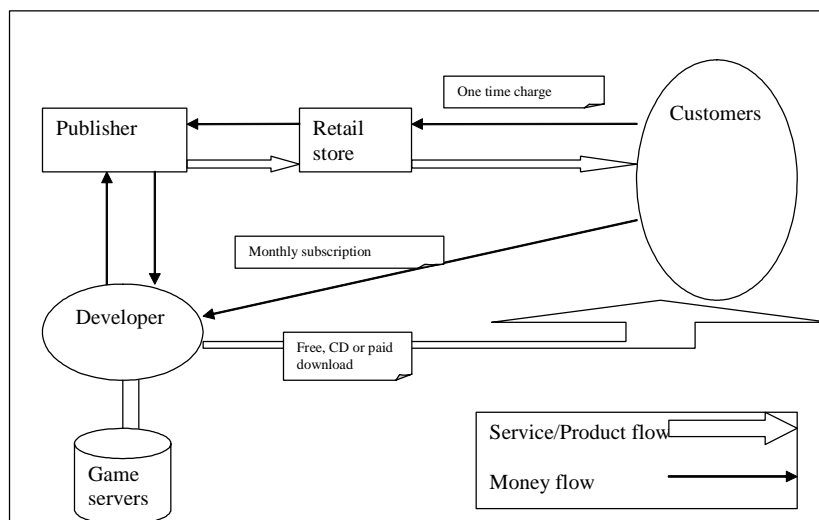 One time charge
Publisher
Retail
store
Customers
Monthly subscription
Developer
Free, CD or paid
download
Game
servers
Service/Product flow
Money flow